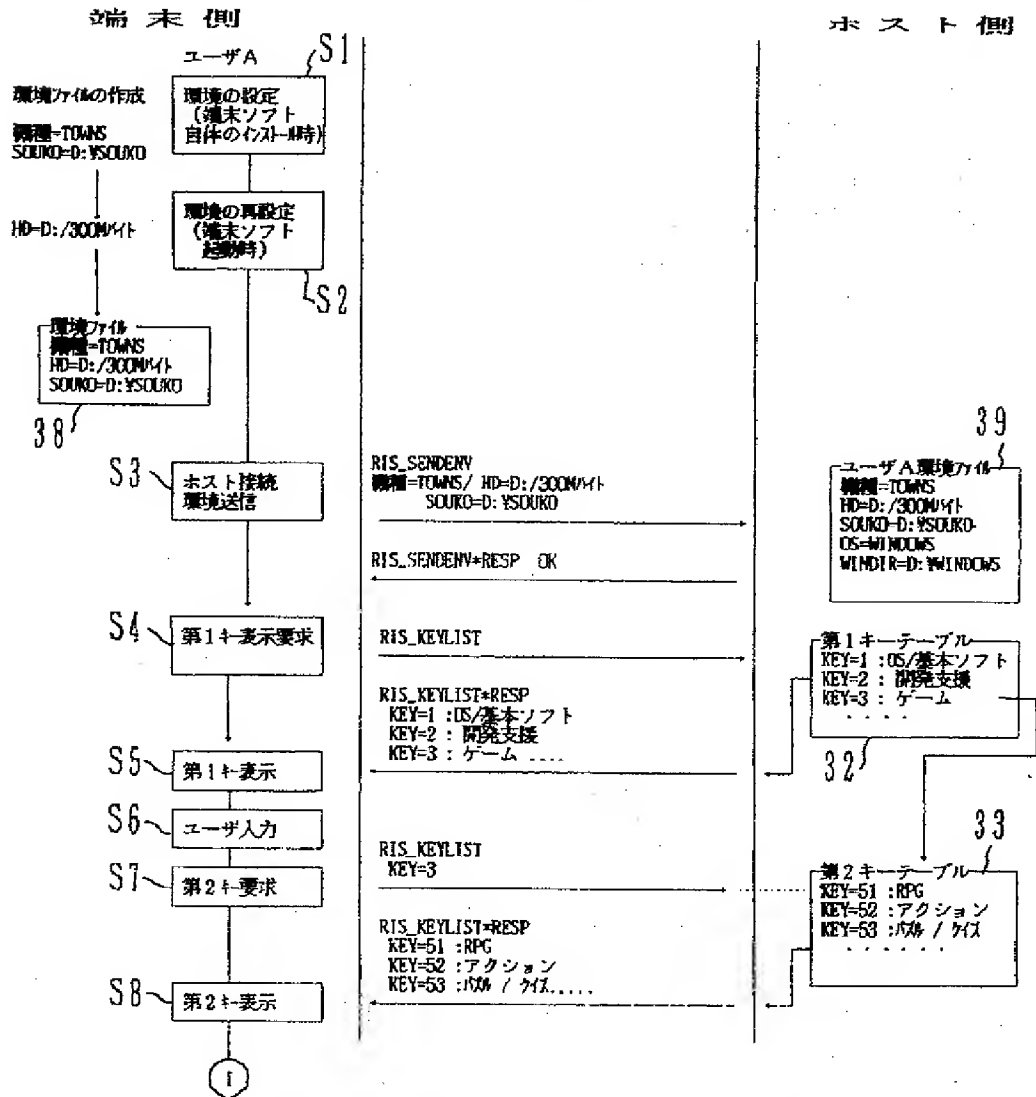 端末側
ホスト側
ユーザA
S1
環境ファイルの作成
機種=TOWNS
SOUKO=D:¥SOUKO
環境の設定
(端末ソフト
自体のインストール時)
HD=D:/300Mバイト
環境の再設定
(端末ソフト
起動時)
S2
環境ファイル
機種=TOWNS
HD=D:/300Mバイト
SOUKO=D:¥SOUKO
38
S3
ホスト接続
環境送信
RIS_SENDENV
機種=TOWNS/ HD=D:/300Mバイト
SOUKO=D:¥SOUKO
RIS_SENDENV*RESP OK
39
ユーザA環境ファイル
機種=TOWNS
HD=D:/300Mバイト
SOUKO=D:¥SOUKO
OS=WINDOWS
WINDIR=D:¥WINDOWS
S4
第1キー表示要求
RIS_KEYLIST
第1キーテーブル
KEY=1 :OS/基本ソフト
KEY=2 : 開発支援
KEY=3 : ゲーム
. . . .
32
RIS_KEYLIST*RESP
KEY=1 :OS/基本ソフト
KEY=2 : 開発支援
KEY=3 : ゲーム ....
S5
第1キー表示
S6
ユーザ入力
S7
第2キー要求
RIS_KEYLIST
KEY=3
33
第2キーテーブル
KEY=51 :RPG
KEY=52 :アクション
KEY=53 :パズル / クイズ
. . . . . .
RIS_KEYLIST*RESP
KEY=51 :RPG
KEY=52 :アクション
KEY=53 :パズル / クイズ.....
S8
第2キー表示
1